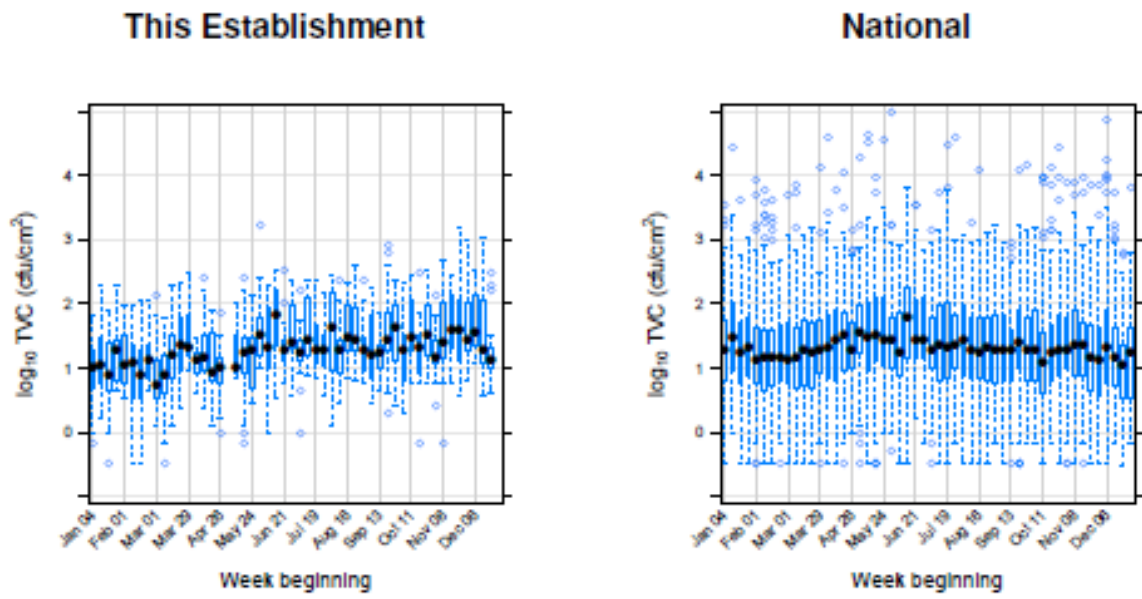 This Establishment
National
log₁₀ TVC (cfu/cm²)
4
3
2
1
0
Jan 04
Feb 01
Mar 01
Mar 29
Apr 26
May 24
Jun 21
Jul 19
Aug 16
Sep 13
Oct 11
Nov 08
Dec 06
Week beginning
log₁₀ TVC (cfu/cm²)
4
3
2
1
0
Jan 04
Feb 01
Mar 01
Mar 29
Apr 26
May 24
Jun 21
Jul 19
Aug 16
Sep 13
Oct 11
Nov 08
Dec 06
Week beginning